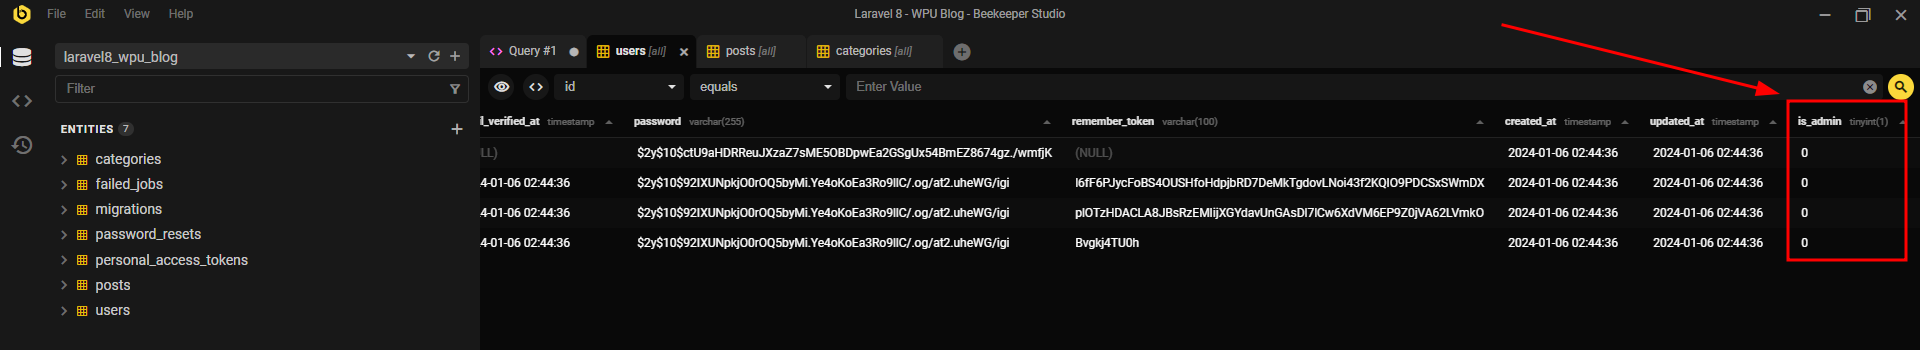 File Edit View Help Laravel 8 - WPU Blog - Beekeeper Studio
laravel8_wpu_blog
Filter
ENTITIES 7
categories
failed_jobs
migrations
password_resets
personal_access_tokens
posts
users
Query #1 users [all] posts [all] categories [all]
id equals Enter Value
il_verified_at timestamp password varchar(255) remember_token varchar(100) created_at timestamp updated_at timestamp is_admin tinyint(1)
ULL) $2y$10$ctU9aHDRReuJXzaZ7sME5OBDpwEa2GSgUx54BmEZ8674gz./wmfjK (NULL) 2024-01-06 02:44:36 2024-01-06 02:44:36 0
4-01-06 02:44:36 $2y$10$92IXUNpkjO0rOQ5byMi.Ye4oKoEa3Ro9llC/.og/at2.uheWG/igi I6fF6PJycFoBS4OUSHfoHdpjbRD7DeMkTgdovLNoi43f2KQIO9PDCSxSWmDX 2024-01-06 02:44:36 2024-01-06 02:44:36 0
4-01-06 02:44:36 $2y$10$92IXUNpkjO0rOQ5byMi.Ye4oKoEa3Ro9llC/.og/at2.uheWG/igi plOTzHDACLA8JBsRzEMlijXGYdavUnGAsDl7lCw6XdVM6EP9Z0jVA62LVmkO 2024-01-06 02:44:36 2024-01-06 02:44:36 0
4-01-06 02:44:36 $2y$10$92IXUNpkjO0rOQ5byMi.Ye4oKoEa3Ro9llC/.og/at2.uheWG/igi Bvgkj4TU0h 2024-01-06 02:44:36 2024-01-06 02:44:36 0